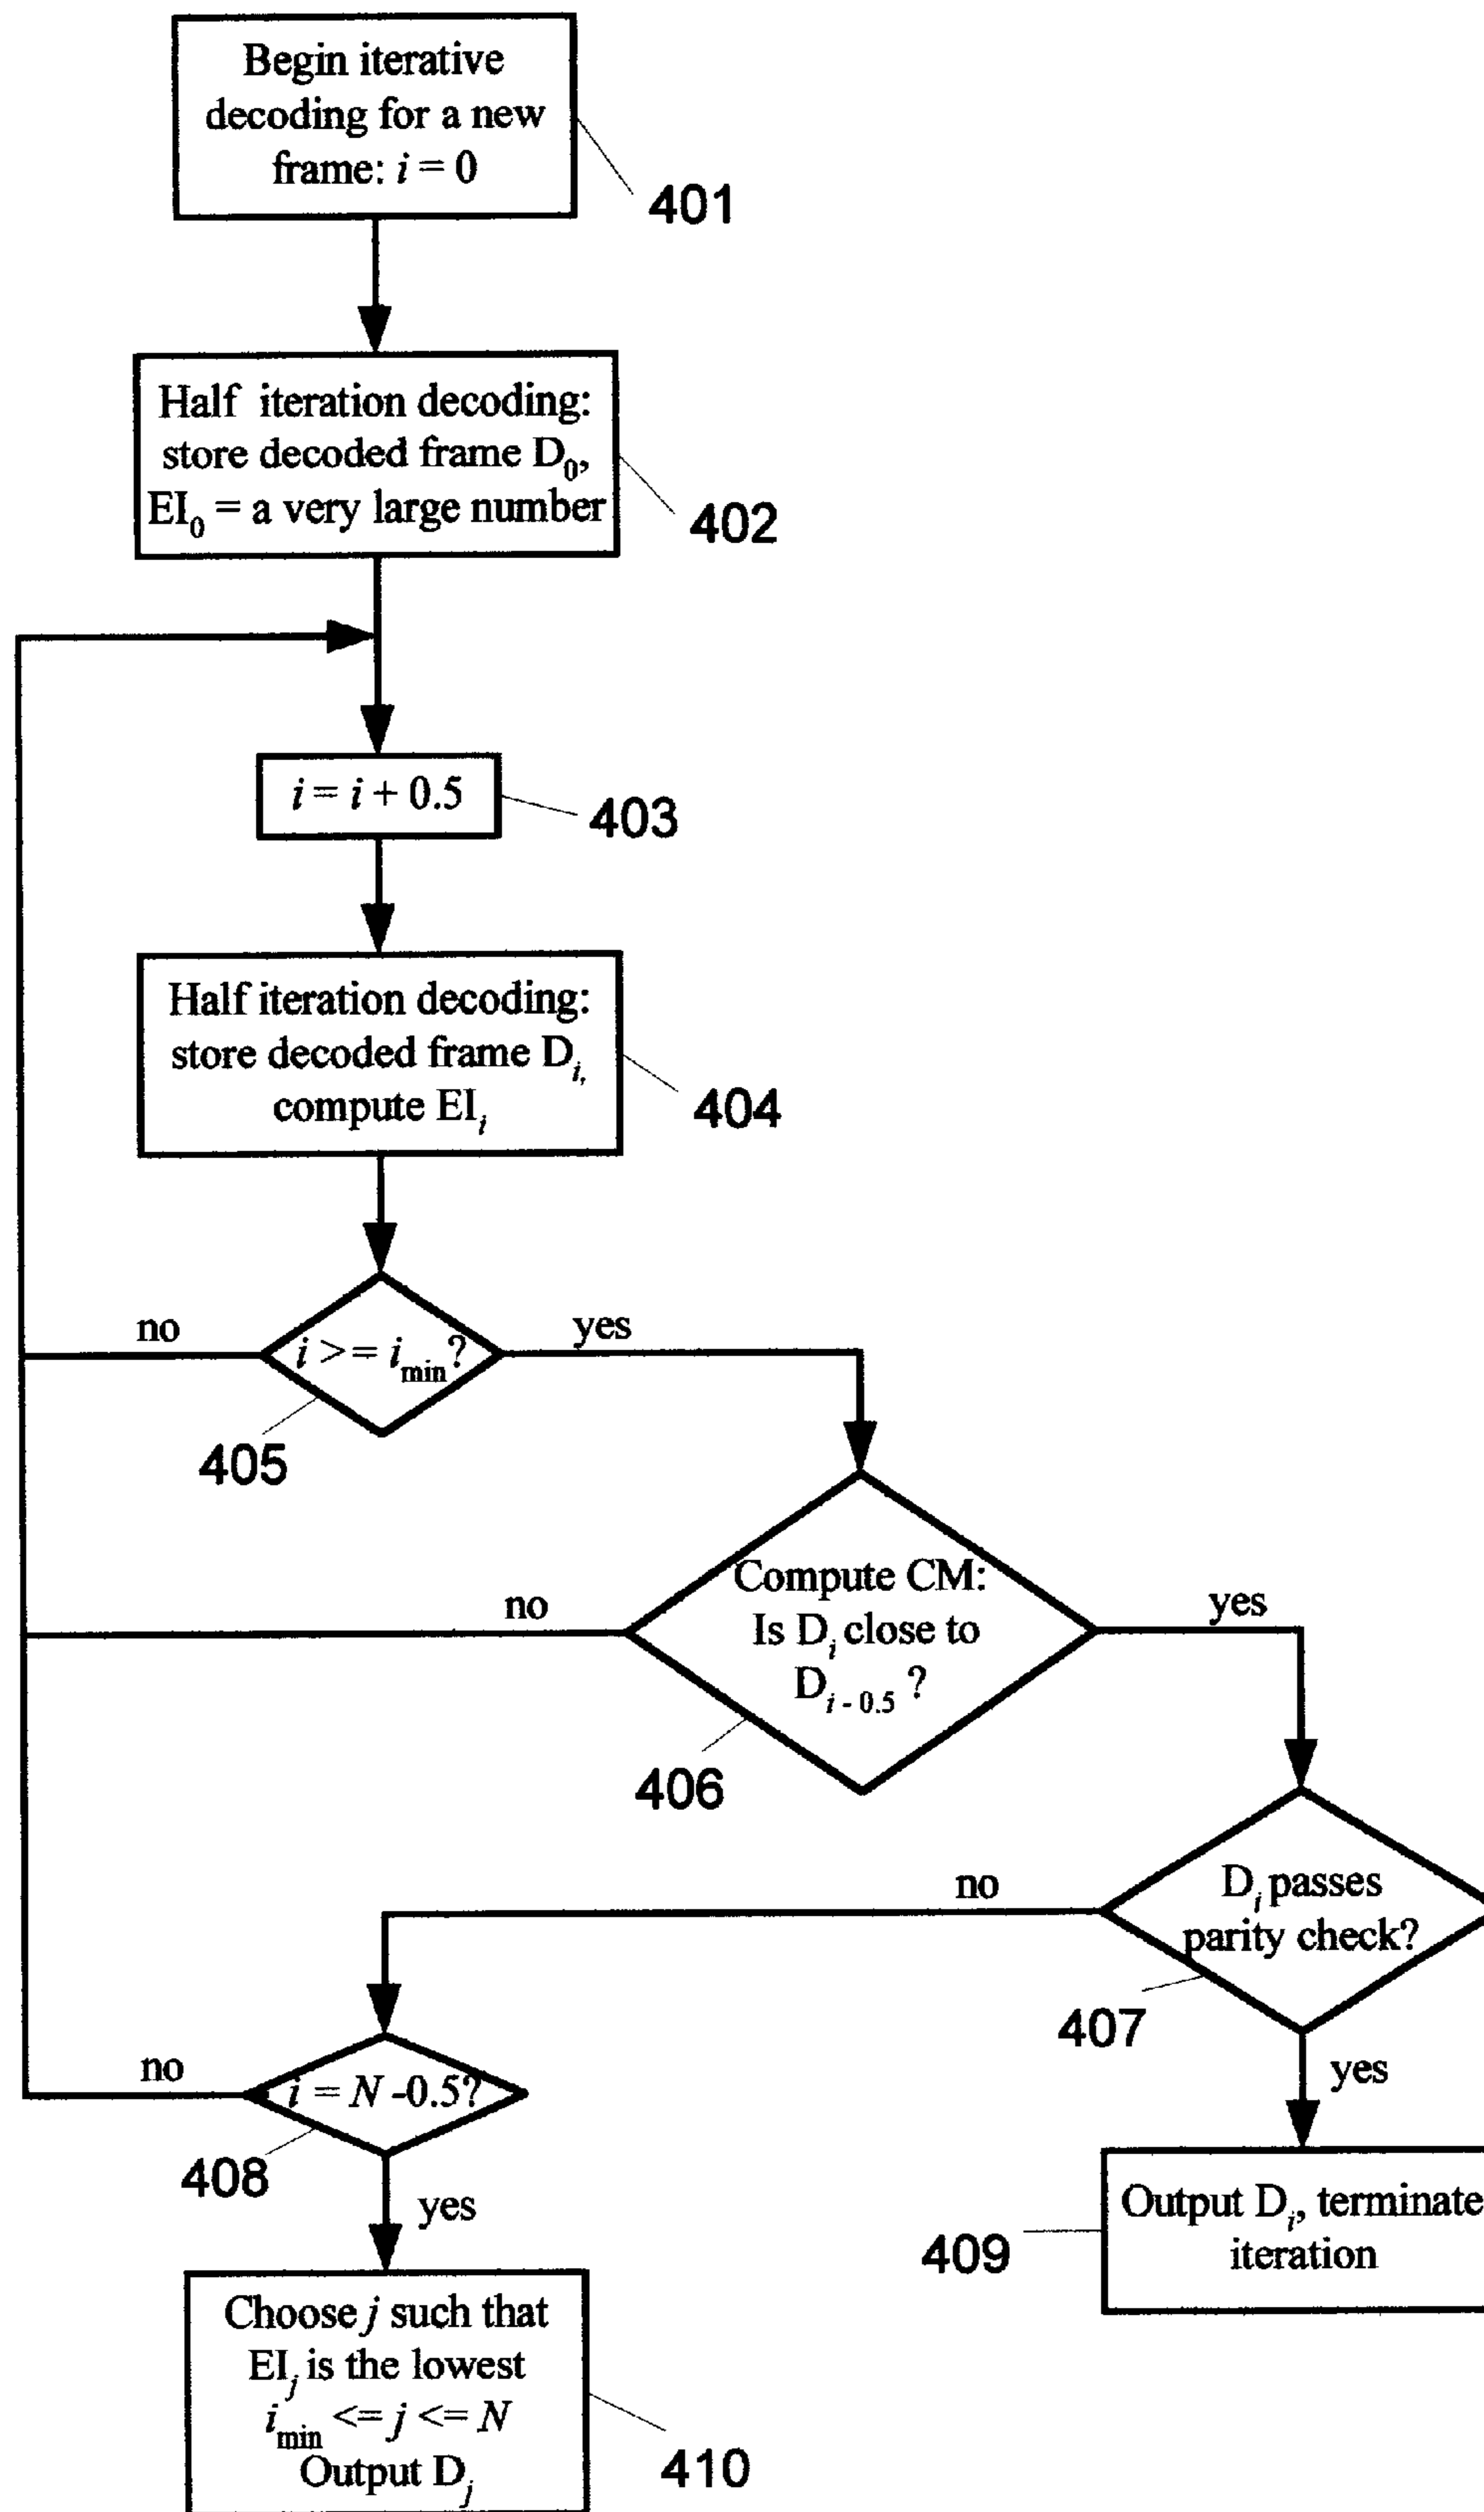 Begin iterative
decoding for a new
frame: i = 0
401
Half iteration decoding:
store decoded frame D₀,
EI₀ = a very large number
402
i = i + 0.5
403
Half iteration decoding:
store decoded frame Dᵢ,
compute EIᵢ
404
no
i >= i_min?
yes
405
no
Compute CM:
Is Dᵢ close to
D_{i - 0.5} ?
yes
406
no
Dᵢ passes
parity check?
407
yes
no
i = N -0.5?
408
yes
Output Dᵢ, terminate
iteration
409
Choose j such that
EIⱼ is the lowest
i_min <= j <= N
Output Dⱼ
410